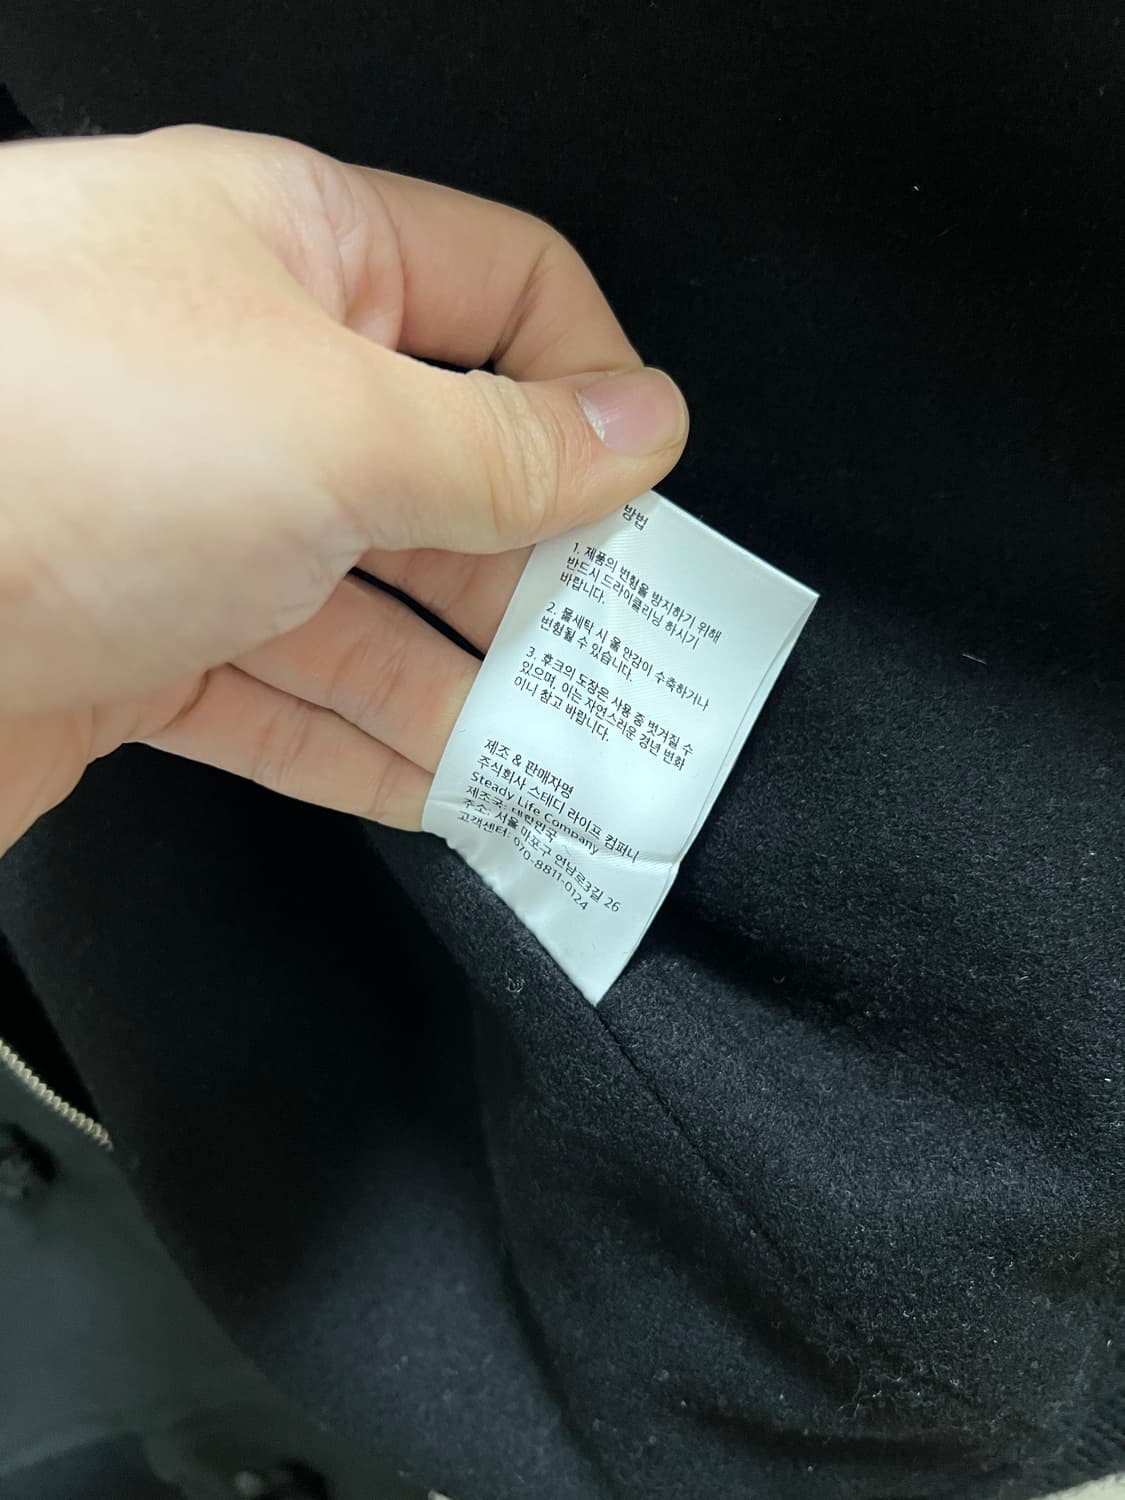 방법
1. 제품의 변형을 방지하기 위해
반드시 드라이클리닝 하시기
바랍니다.
2. 물세탁 시 울 안감이 수축하거나
변형될 수 있습니다.
3. 후크의 도장은 사용 중 벗겨질 수
있으며, 이는 자연스러운 경년 변화
이니 참고 바랍니다.
제조 & 판매자명
주식회사 스테디 라이프 컴퍼니
Steady Life Company
제조국: 대한민국
주소: 서울 마포구 연남로3길 26
고객센터: 070-8811-0124